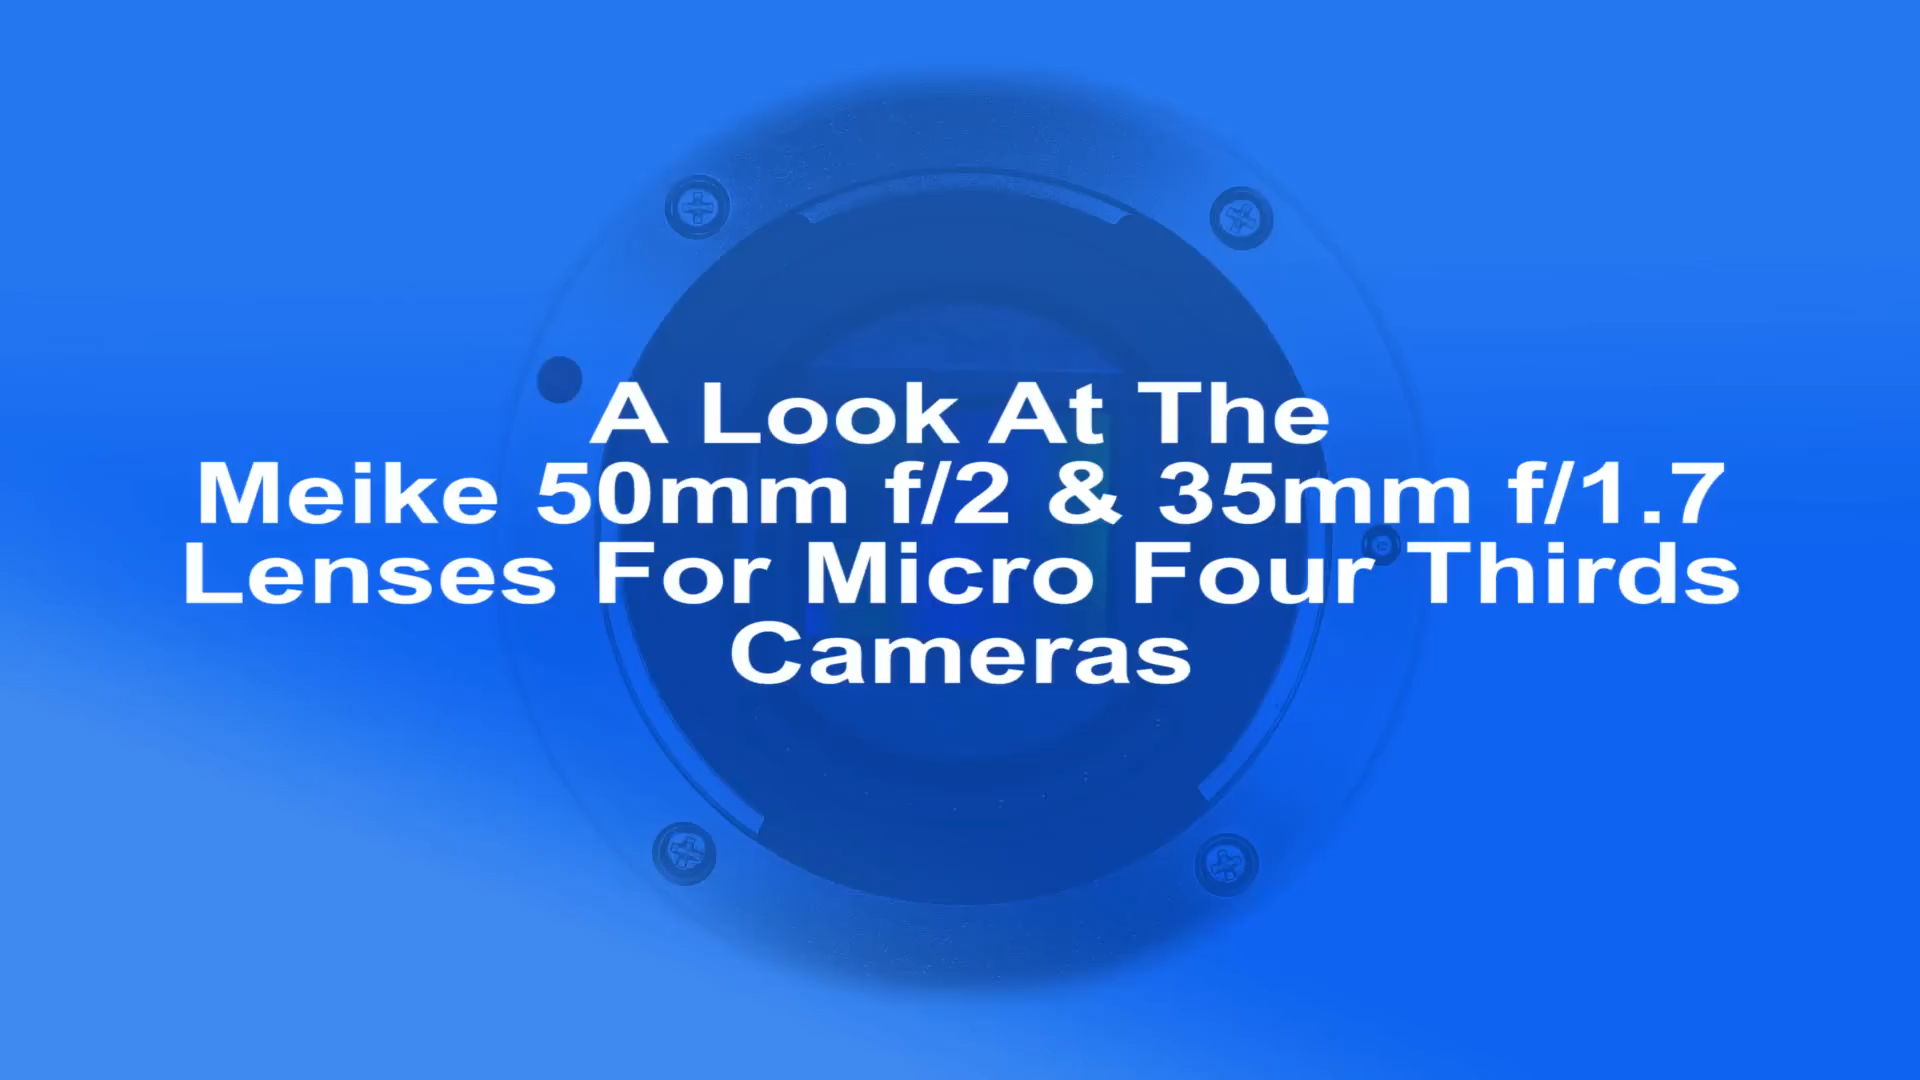 A Look At The
Meike 50mm f/2 & 35mm f/1.7
Lenses For Micro Four Thirds
Cameras